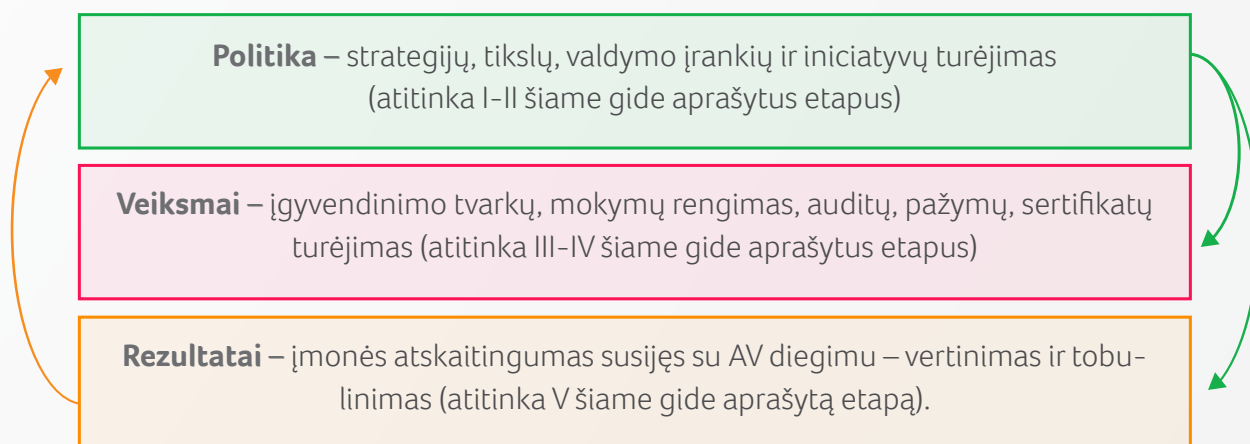 Politika – strategijų, tikslų, valdymo įrankių ir iniciatyvų turėjimas
(atitinka I-II šiame gide aprašytus etapus)
Veiksmai – įgyvendinimo tvarkų, mokymų rengimas, auditų, pažymų, sertifikatų
turėjimas (atitinka III-IV šiame gide aprašytus etapus)
Rezultatai – įmonės atskaitingumas susijęs su AV diegimu – vertinimas ir tobu-
linimas (atitinka V šiame gide aprašytą etapą).